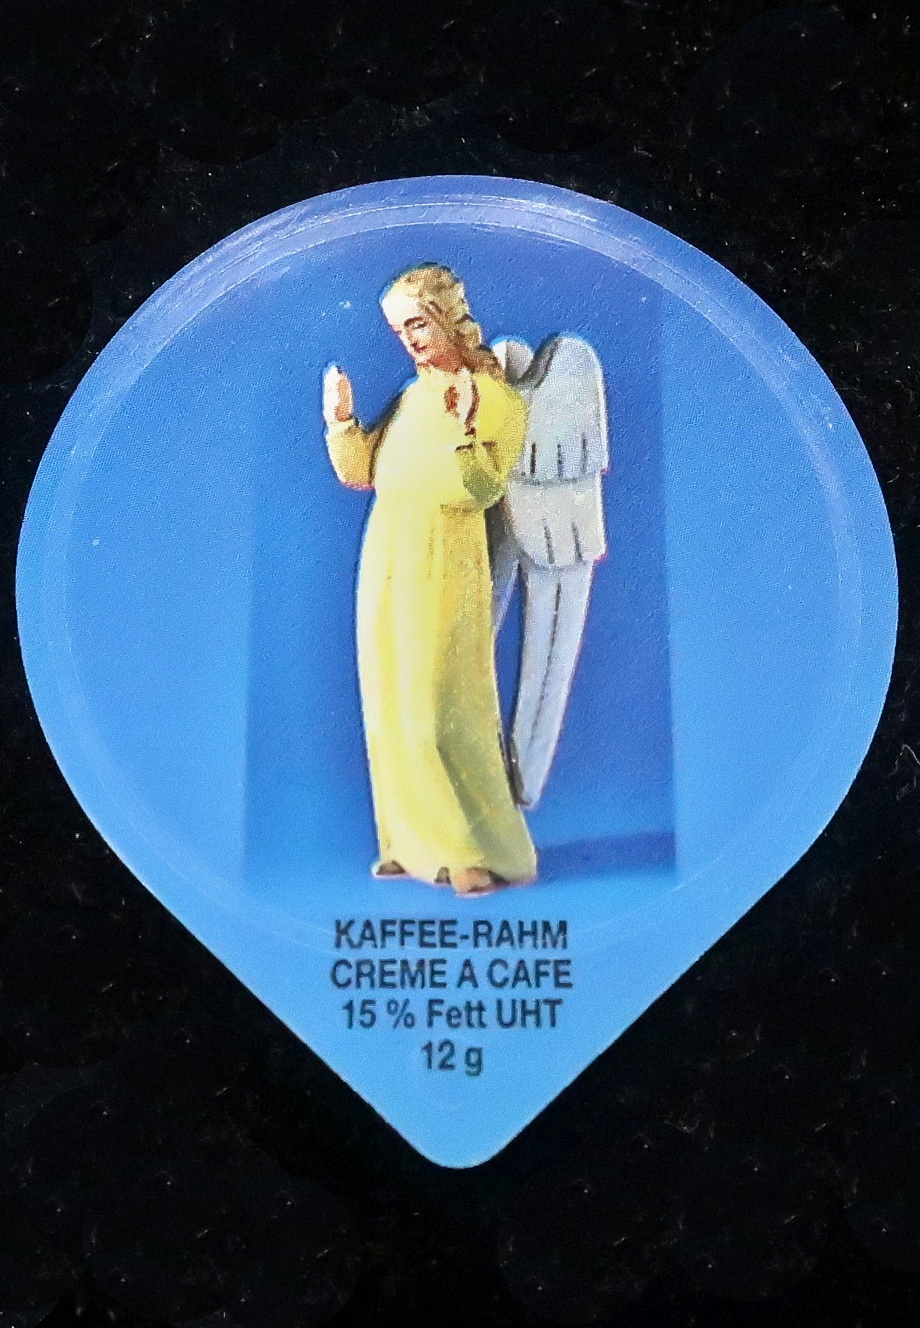 KAFFEE-RAHM
CREME A CAFE
15 % Fett UHT
12 g